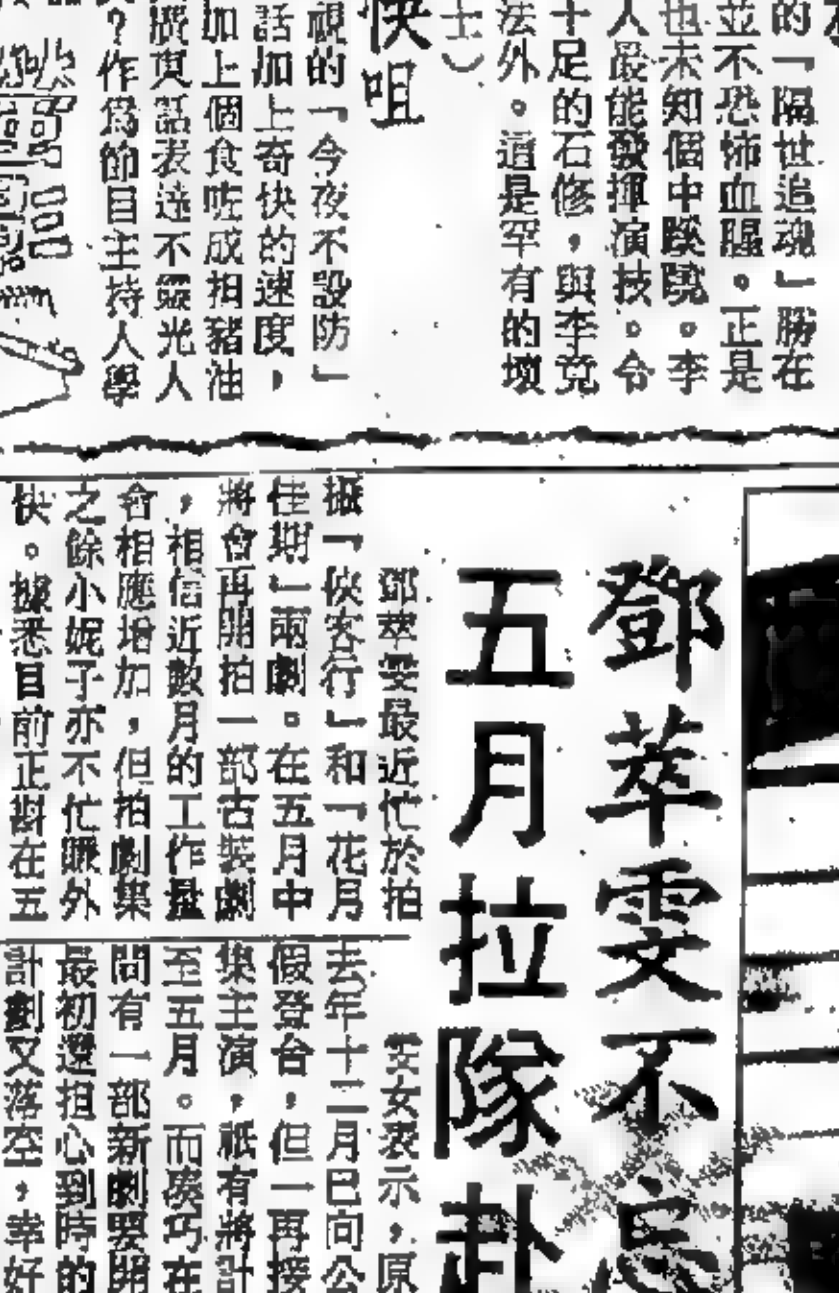 的「隔世追魂」勝在
並不恐怖血腥。正是
也未知個中蹊蹺。李
人最能發揮演技。令
十足的石修，與李克
法外。這是罕有的壞
士）
快咀
視的「今夜不設防」
話加上奇快的速度，
加上個食咗成担豬油
廣東話表達不靈光人
？作爲節目主持人學
鄧萃雯不忘
五月拉隊赴
鄧萃雯最近忙於拍
攝「俠客行」和「花月
佳期」兩劇。在五月中
將會再開拍一部古裝劇
，相信近數月的工作量
會相應增加，但拍劇集
之餘小妮子亦不忙賺外
快。據悉目前正斟在五
雯女表示，原
去年十二月已向公
假登台，但一再接
集主演，祇有將計
至五月。而湊巧在
間有一部新劇要開
最初還担心到時的
計劃又落空，幸好